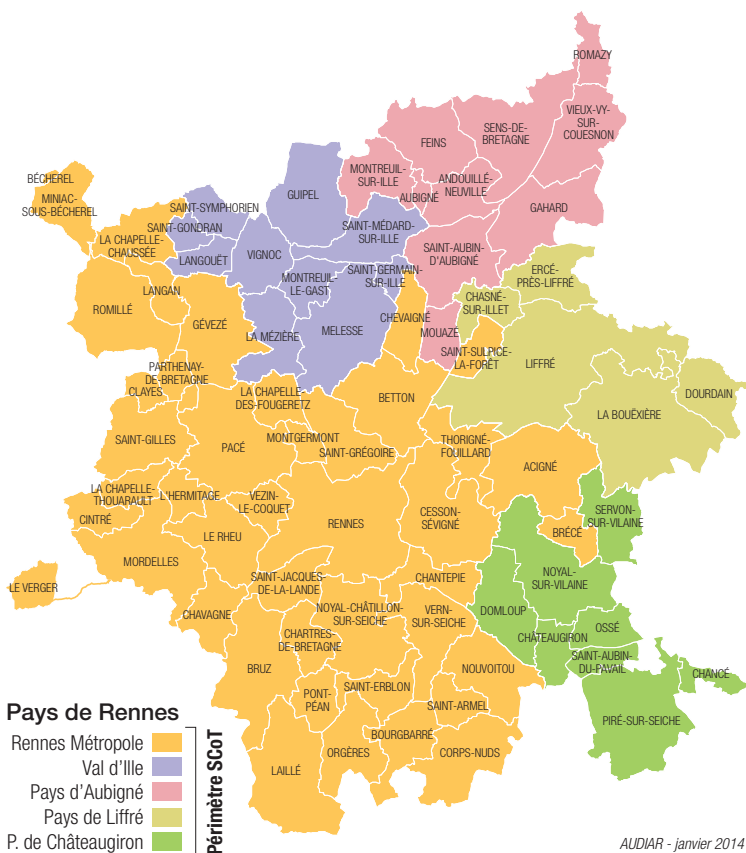 ROMAZY
VIEUX-VY-
SUR-
COUESNON
SENS-DE-
BRETAGNE
FEINS
MONTREUIL-
SUR-ILLE
ANDOUILLÉ-
NEUVILLE
AUBIGNÉ
GAHARD
BÉCHEREL
MINIAC-
SOUS-BÉCHEREL
SAINT-SYMPHORIEN
GUIPEL
SAINT-GONDRAN
LA CHAPELLE-
CHAUSSÉE
SAINT-MÉDARD-
SUR-ILLE
LANGOUËT
VIGNOC
SAINT-AUBIN-
D'AUBIGNÉ
MONTREUIL-
LE-GAST
SAINT-GERMAIN-
SUR-ILLE
ERCÉ-
PRÈS-LIFFRÉ
LANGAN
ROMILLÉ
GÉVEZÉ
CHASNÉ-
SUR-ILLET
CHEVAIGNÉ
LA MÉZIÈRE
MELESSE
MOUAZÉ
SAINT-SULPICE-
LA-FORÊT
LIFFRÉ
PARTHENAY-
DE-BRETAGNE
CLAYES
LA CHAPELLE
DES-FOUGERETZ
BETTON
DOURDAIN
LA BOUËXIÈRE
SAINT-GILLES
PACÉ
MONTGERMONT
SAINT-GRÉGOIRE
THORIGNÉ-
FOUILLARD
ACIGNÉ
LA CHAPELLE-
THOUARAULT
L'HERMITAGE
VEZIN-
LE-COQUET
CINTRÉ
RENNES
CESSON-
SÉVIGNÉ
SERVON-
SUR-VILAINE
BRÉCÉ
LE RHEU
MORDELLES
LE VERGER
SAINT-JACQUES-
DE-LA-LANDE
CHANTEPIE
NOYAL-
SUR-VILAINE
CHAVAGNE
NOYAL-CHÂTILLON-
SUR-SEICHE
VERN-
SUR-SEICHE
DOMLOUP
CHARTRES-
DE-BRETAGNE
CHÂTEAUGIRON
OSSÉ
SAINT-AUBIN-
DU-PAVAIL
BRUZ
NOUVOITOU
CHANCÉ
PONT-
PÉAN
SAINT-ERBLON
SAINT-ARMEL
PIRÉ-SUR-SEICHE
BOURGBARRÉ
ORGÈRES
CORPS-NUDS
LAILLÉ
Pays de Rennes
Rennes Métropole
Val d'Ille
Pays d'Aubigné
Pays de Liffré
P. de Châteaugiron
Périmètre SCoT
AUDIAR - janvier 2014